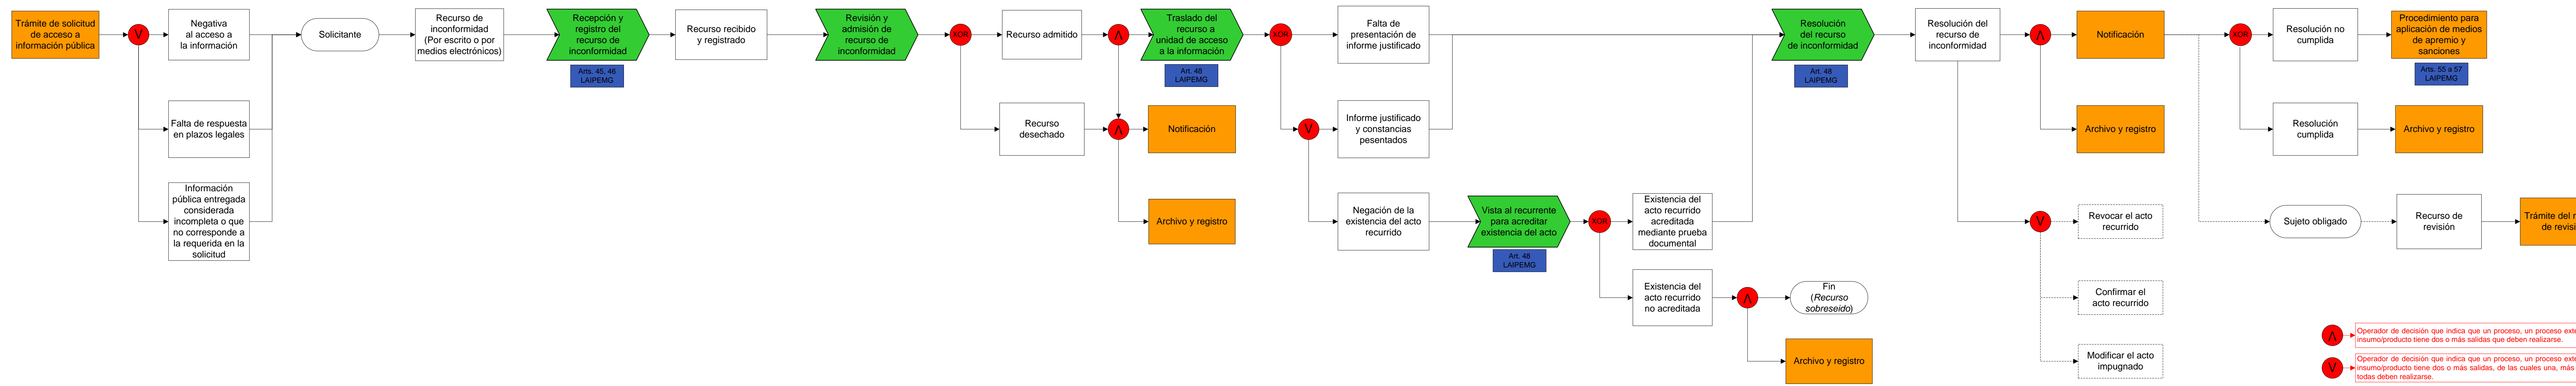 Trámite de solicitud
de acceso a
información pública
V
Negativa
al acceso a
la información
Falta de respuesta
en plazos legales
Información
pública entregada
considerada
incompleta o que
no corresponde a
la requerida en la
solicitud
Solicitante
Recurso de
inconformidad
(Por escrito o por
medios electrónicos)
Recepción y
registro del
recurso de
inconformidad
Arts. 45, 46
LAIPEMG
Recurso recibido
y registrado
Revisión y
admisión de
recurso de
inconformidad
XOR
Recurso admitido
Recurso
desechado
Λ
Λ
Traslado del
recurso a
unidad de acceso
a la información
Art. 48
LAIPEMG
Notificación
Archivo y registro
XOR
V
Falta de
presentación de
informe justificado
Informe justificado
y constancias
pesentados
Negación de la
existencia del acto
recurrido
Vista al recurrente
para acreditar
existencia del acto
Art. 48
LAIPEMG
XOR
Existencia del
acto recurrido
acreditada
mediante prueba
documental
Existencia del
acto recurrido
no acreditada
Λ
Fin
(Recurso
sobreseido)
Archivo y registro
Resolución
del recurso
de inconformidad
Art. 48
LAIPEMG
Resolución del
recurso de
inconformidad
Λ
Notificación
Archivo y registro
V
Revocar el acto
recurrido
Confirmar el
acto recurrido
Modificar el acto
impugnado
XOR
Resolución no
cumplida
Resolución
cumplida
Procedimiento para
aplicación de medios
de apremio y
sanciones
Arts. 55 a 57
LAIPEMG
Archivo y registro
Sujeto obligado
Recurso de
revisión
Trámite del
de
Λ
Operador de decisión que indica que un proceso, un proceso
insumo/producto tiene dos o más salidas que deben realizarse.
V
Operador de decisión que indica que un proceso, un proceso
insumo/producto tiene dos o más salidas, de las cuales una, más
todas deben realizarse.